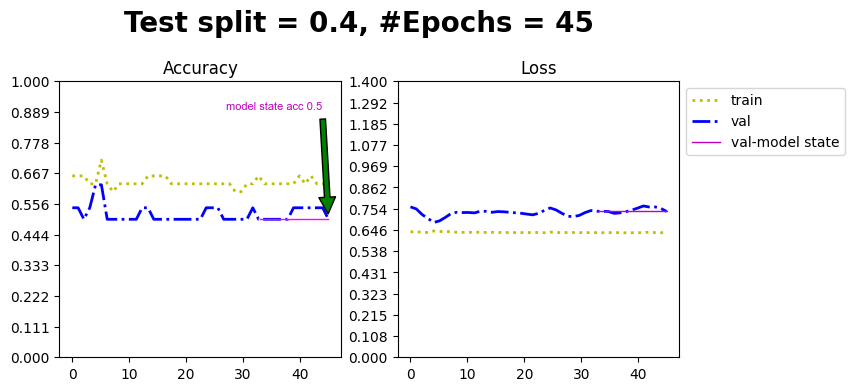 Test split = 0.4, #Epochs = 45
Accuracy
1.000
0.889
0.778
0.667
0.556
0.444
0.333
0.222
0.111
0.000
model state acc 0.5
0 10 20 30 40
Loss
1.400
1.292
1.185
1.077
0.969
0.862
0.754
0.646
0.538
0.431
0.323
0.215
0.108
0.000
0 10 20 30 40
train
val
val-model state